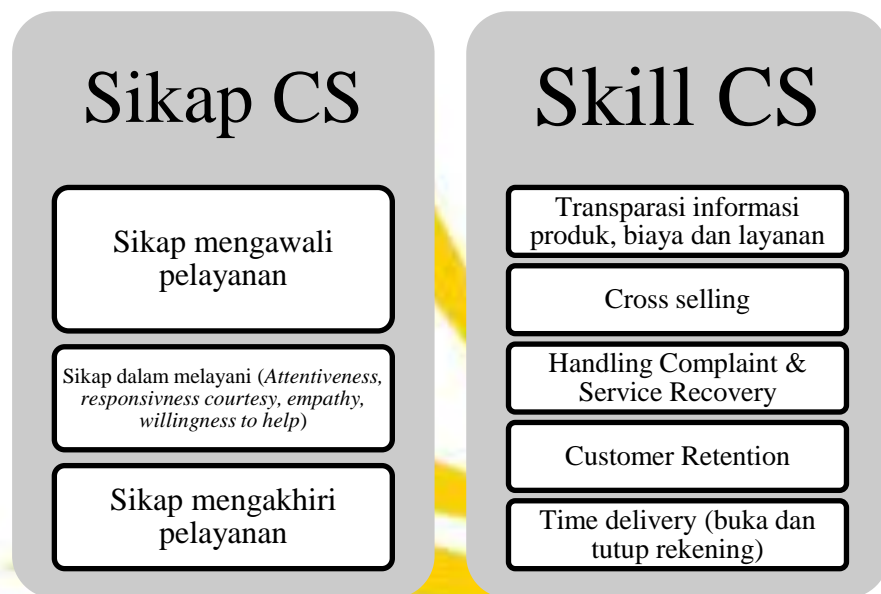 Sikap CS
Sikap mengawali
pelayanan
Sikap dalam melayani (Attentiveness,
responsivness courtesy, empathy,
willingness to help)
Sikap mengakhiri
pelayanan
Skill CS
Transparasi informasi
produk, biaya dan layanan
Cross selling
Handling Complaint &
Service Recovery
Customer Retention
Time delivery (buka dan
tutup rekening)